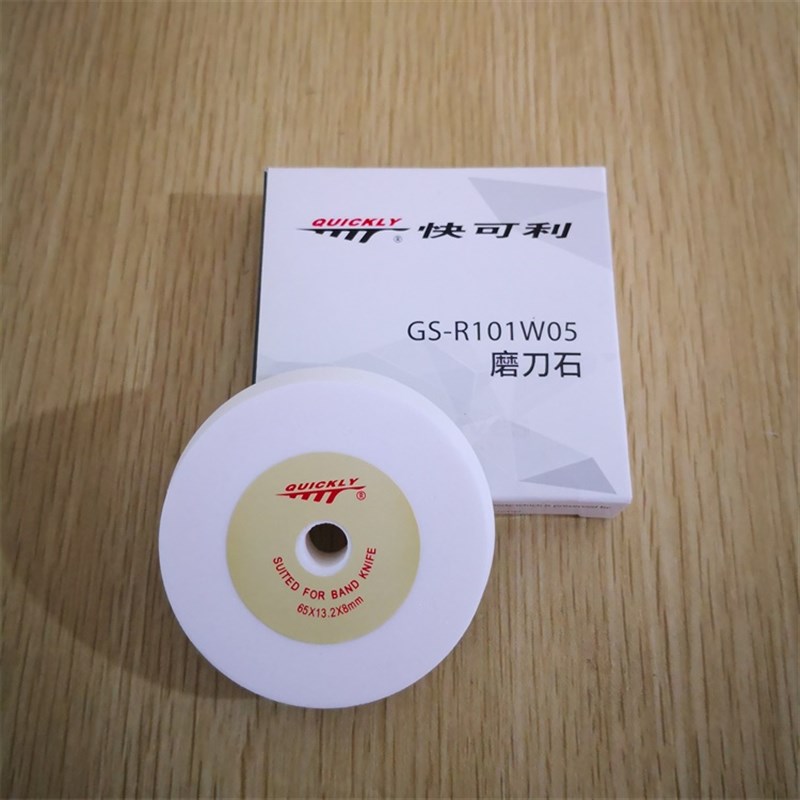 QUICKLY ® 快可利
GS-R101W05
磨刀石
QUICKLY ®
SUITED FOR BAND KNIFE
65X13.2X8mm